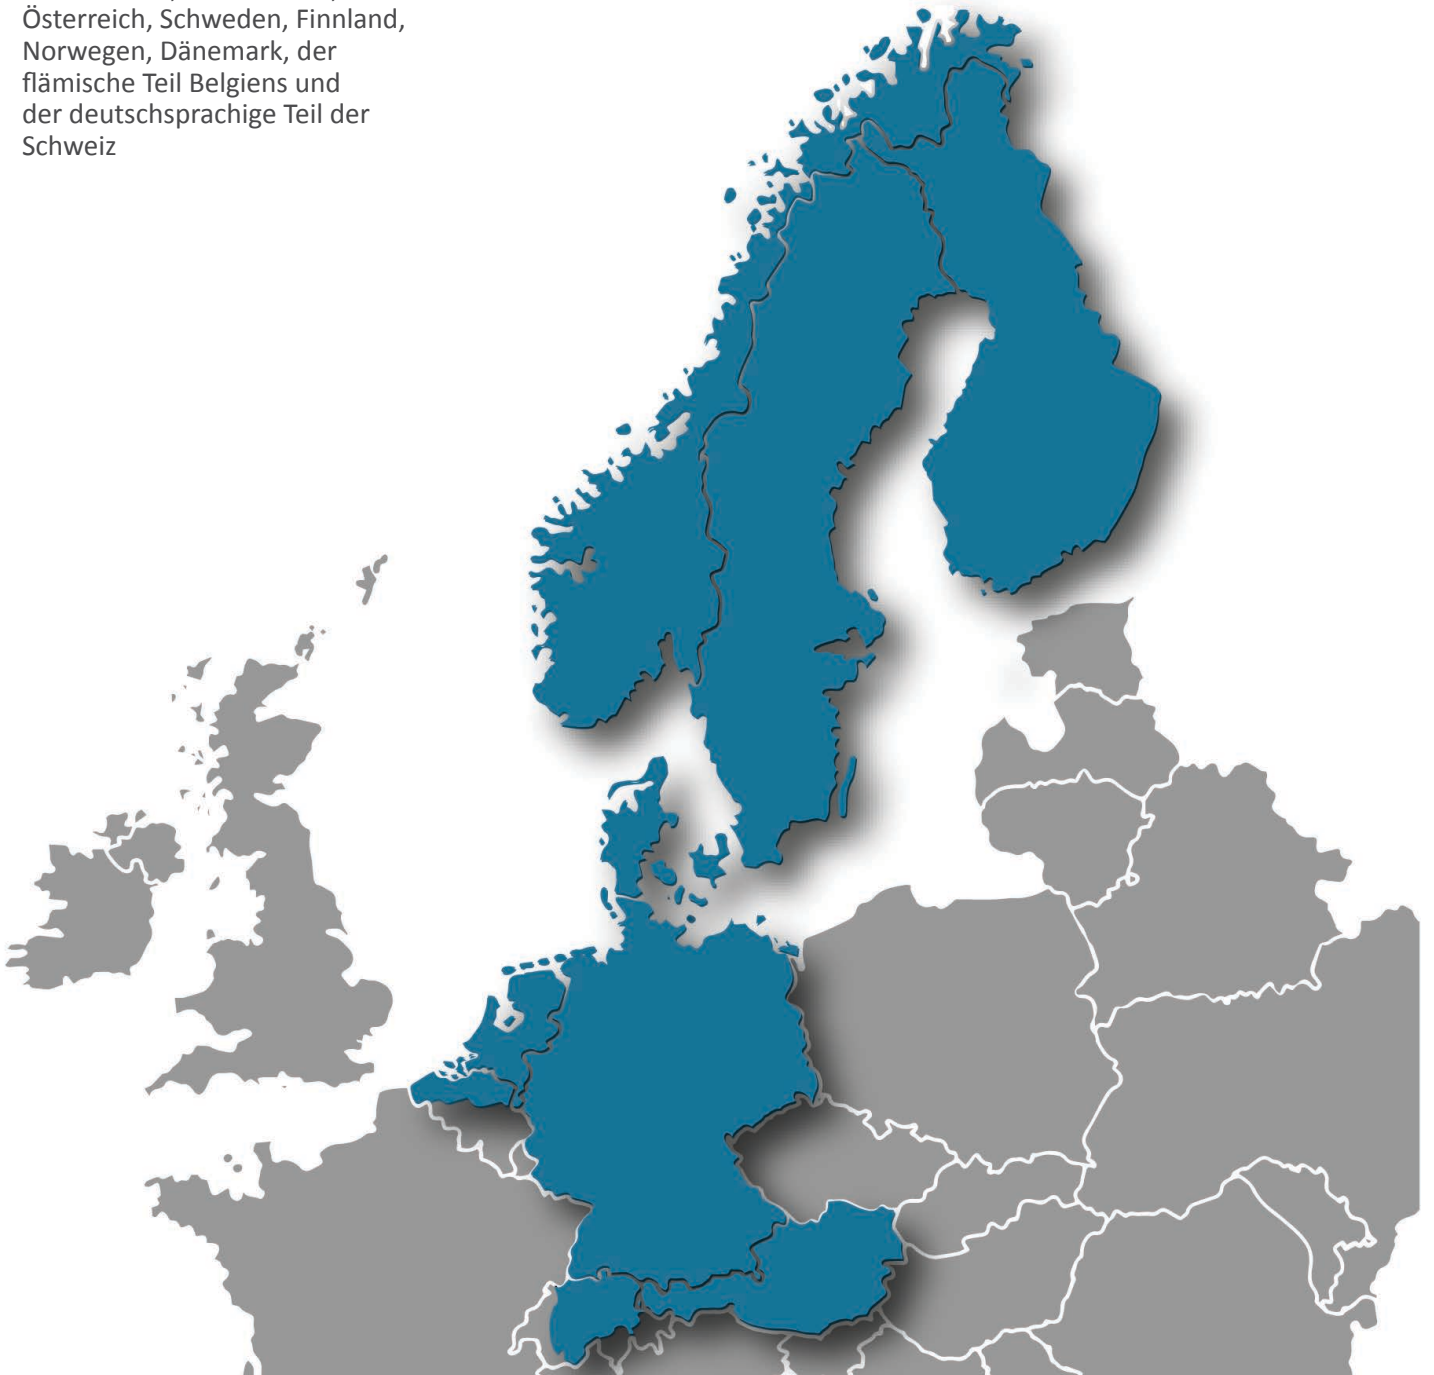 Österreich, Schweden, Finnland,
Norwegen, Dänemark, der
flämische Teil Belgiens und
der deutschsprachige Teil der
Schweiz